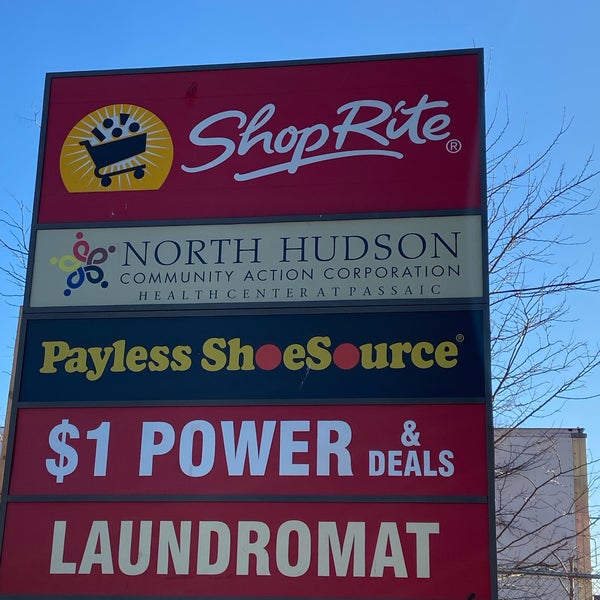 ShopRite®
NORTH HUDSON
COMMUNITY ACTION CORPORATION
HEALTH CENTER AT PASSAIC
Payless ShoeSource®
$1 POWER & DEALS
LAUNDROMAT